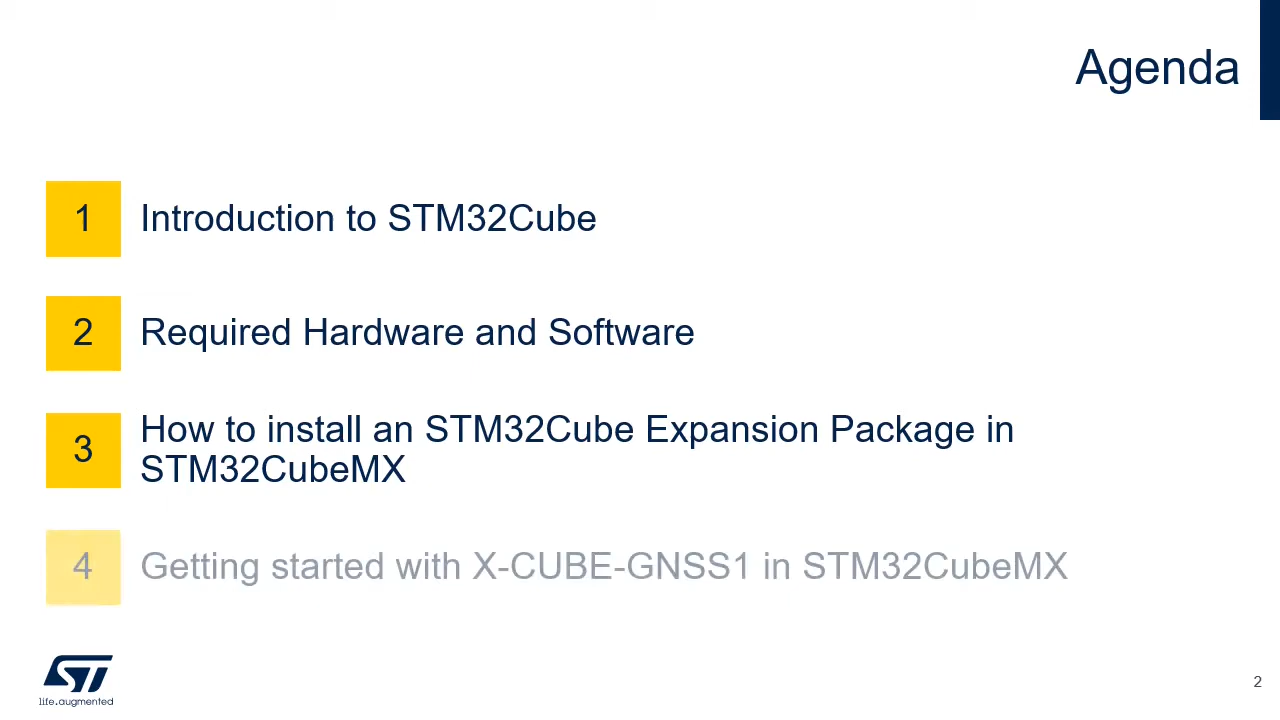 Agenda
1
Introduction to STM32Cube
2
Required Hardware and Software
3
How to install an STM32Cube Expansion Package in
STM32CubeMX
4
Getting started with X-CUBE-GNSS1 in STM32CubeMX
ST
life.augmented
2